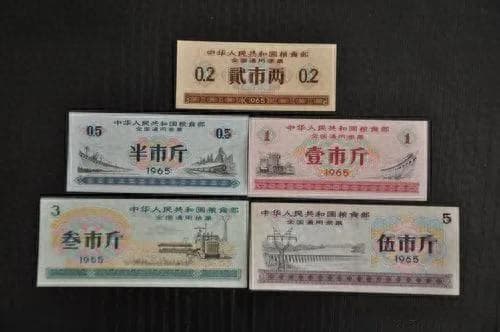 中华人民共和国粮食部
全国通用粮票
0.2 貳市两 0.2
1965
中华人民共和国粮食部
全国通用粮票
0.5 0.5
半市斤
1965
中华人民共和国粮食部
全国通用粮票
1 1
壹市斤
1965
3
中华人民共和国粮食部
全国通用粮票
叁市斤
1965
5
中华人民共和国粮食部
全国通用粮票
伍市斤
1965